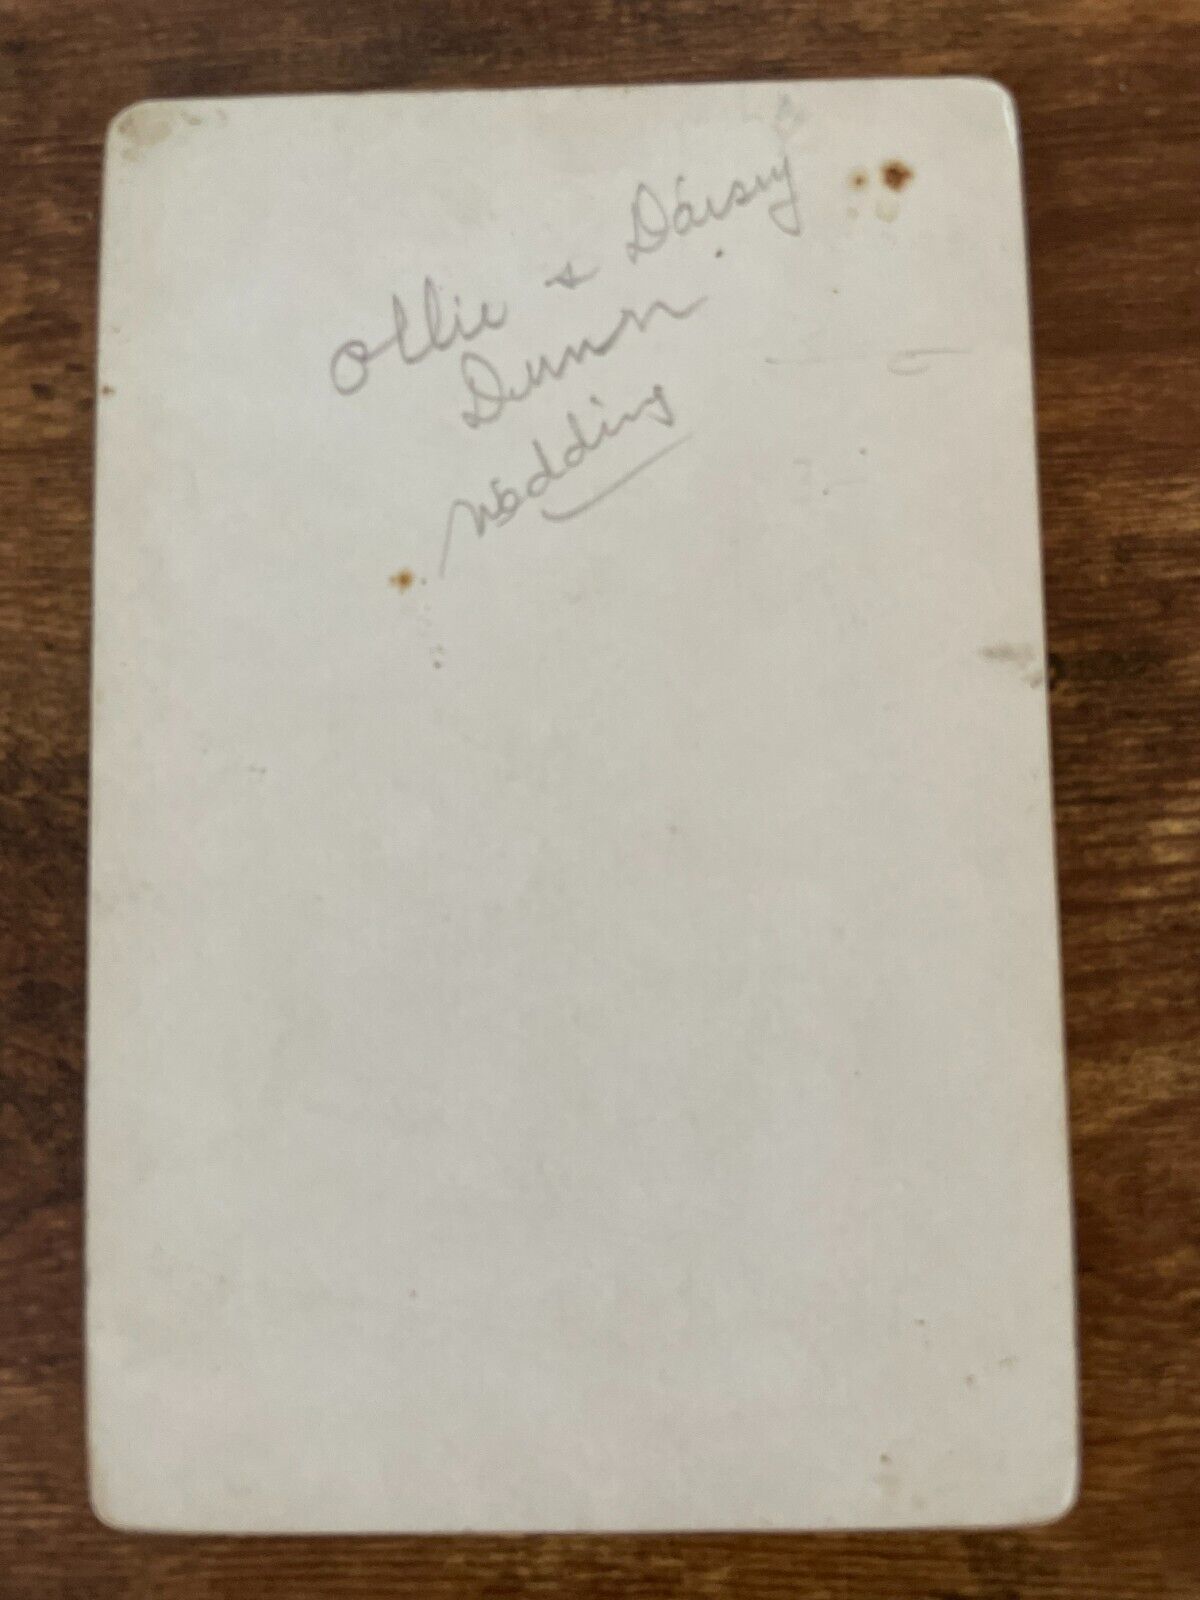 Ollie & Daisy
Dunn
Wedding